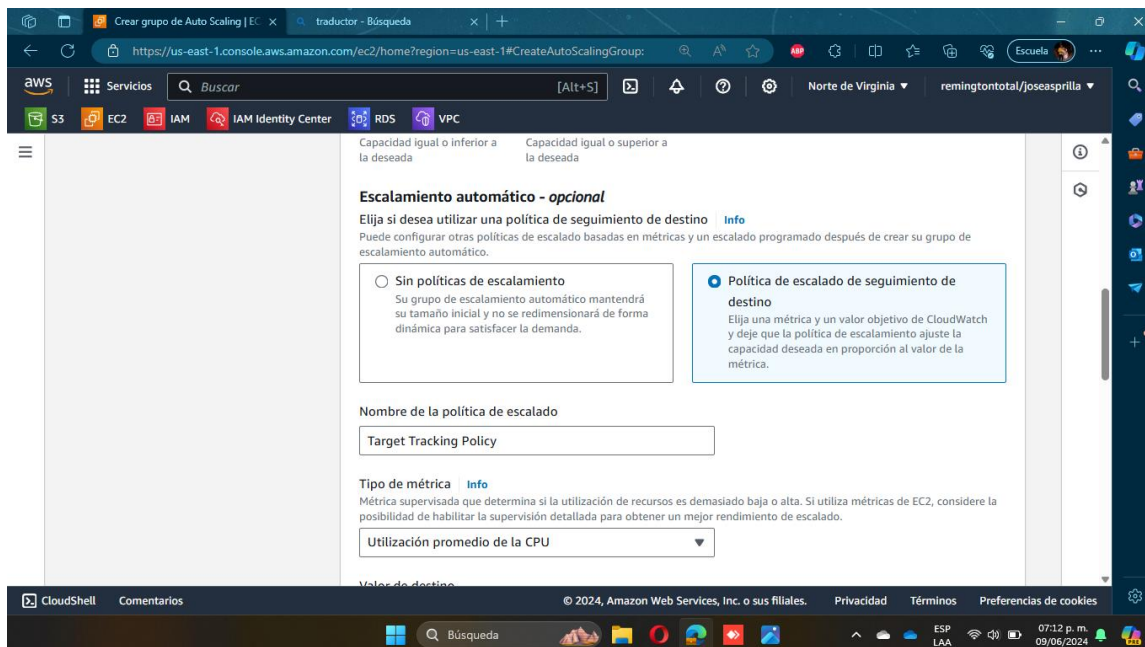 Crear grupo de Auto Scaling | EC
traductor - Búsqueda
https://us-east-1.console.aws.amazon.com/ec2/home?region=us-east-1#CreateAutoScalingGroup:
ABP
Escuela
aws
Servicios
Buscar
[Alt+S]
Norte de Virginia
remingtontotal/joseasprilla
S3
EC2
IAM
IAM Identity Center
RDS
VPC
Capacidad igual o inferior a
la deseada
Capacidad igual o superior a
la deseada
Escalamiento automático - opcional
Elija si desea utilizar una política de seguimiento de destino Info
Puede configurar otras políticas de escalado basadas en métricas y un escalado programado después de crear su grupo de
escalamiento automático.
Sin políticas de escalamiento
Su grupo de escalamiento automático mantendrá
su tamaño inicial y no se redimensionará de forma
dinámica para satisfacer la demanda.
Política de escalado de seguimiento de
destino
Elija una métrica y un valor objetivo de CloudWatch
y deje que la política de escalamiento ajuste la
capacidad deseada en proporción al valor de la
métrica.
Nombre de la política de escalado
Target Tracking Policy
Tipo de métrica Info
Métrica supervisada que determina si la utilización de recursos es demasiado baja o alta. Si utiliza métricas de EC2, considere la
posibilidad de habilitar la supervisión detallada para obtener un mejor rendimiento de escalado.
Utilización promedio de la CPU
Valor de destino
CloudShell
Comentarios
© 2024, Amazon Web Services, Inc. o sus filiales.
Privacidad
Términos
Preferencias de cookies
Búsqueda
ESP
LAA
07:12 p. m.
09/06/2024